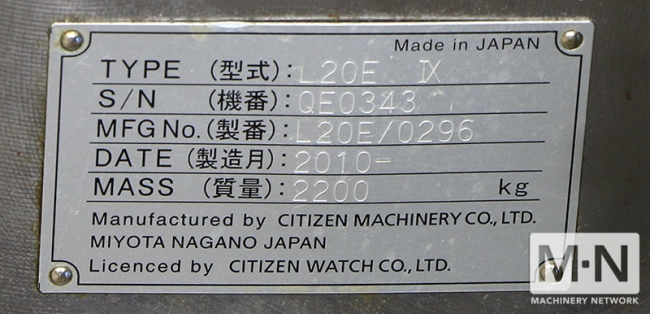 Made in JAPAN
TYPE (型式): L20E IX
S/N (機番): QE0343
MFG No. (製番): L20E/0296
DATE (製造月): 2010-
MASS (質量): 2200 kg
Manufactured by CITIZEN MACHINERY CO., LTD.
MIYOTA NAGANO JAPAN
Licenced by CITIZEN WATCH CO., LTD.
M·N
MACHINERY NETWORK